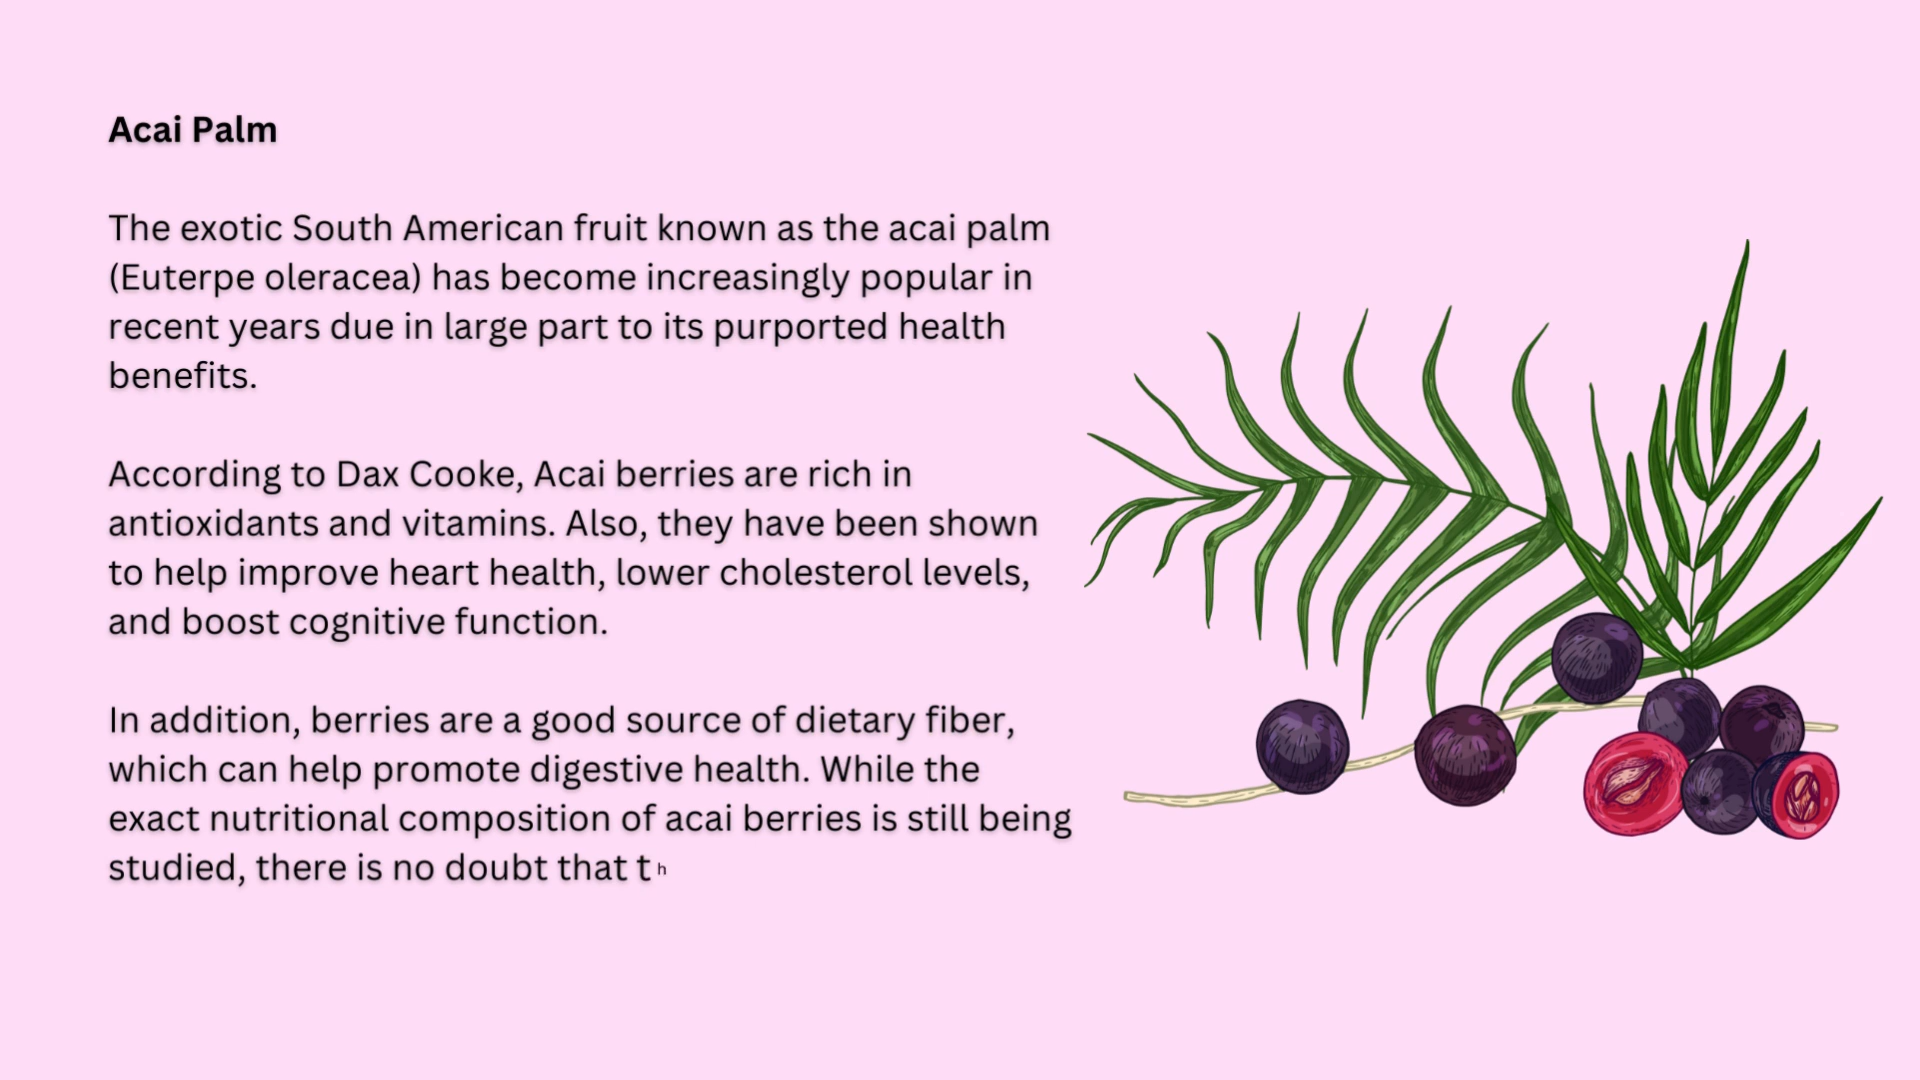 Acai Palm
The exotic South American fruit known as the acai palm
(Euterpe oleracea) has become increasingly popular in
recent years due in large part to its purported health
benefits.
According to Dax Cooke, Acai berries are rich in
antioxidants and vitamins. Also, they have been shown
to help improve heart health, lower cholesterol levels,
and boost cognitive function.
In addition, berries are a good source of dietary fiber,
which can help promote digestive health. While the
exact nutritional composition of acai berries is still being
studied, there is no doubt that th